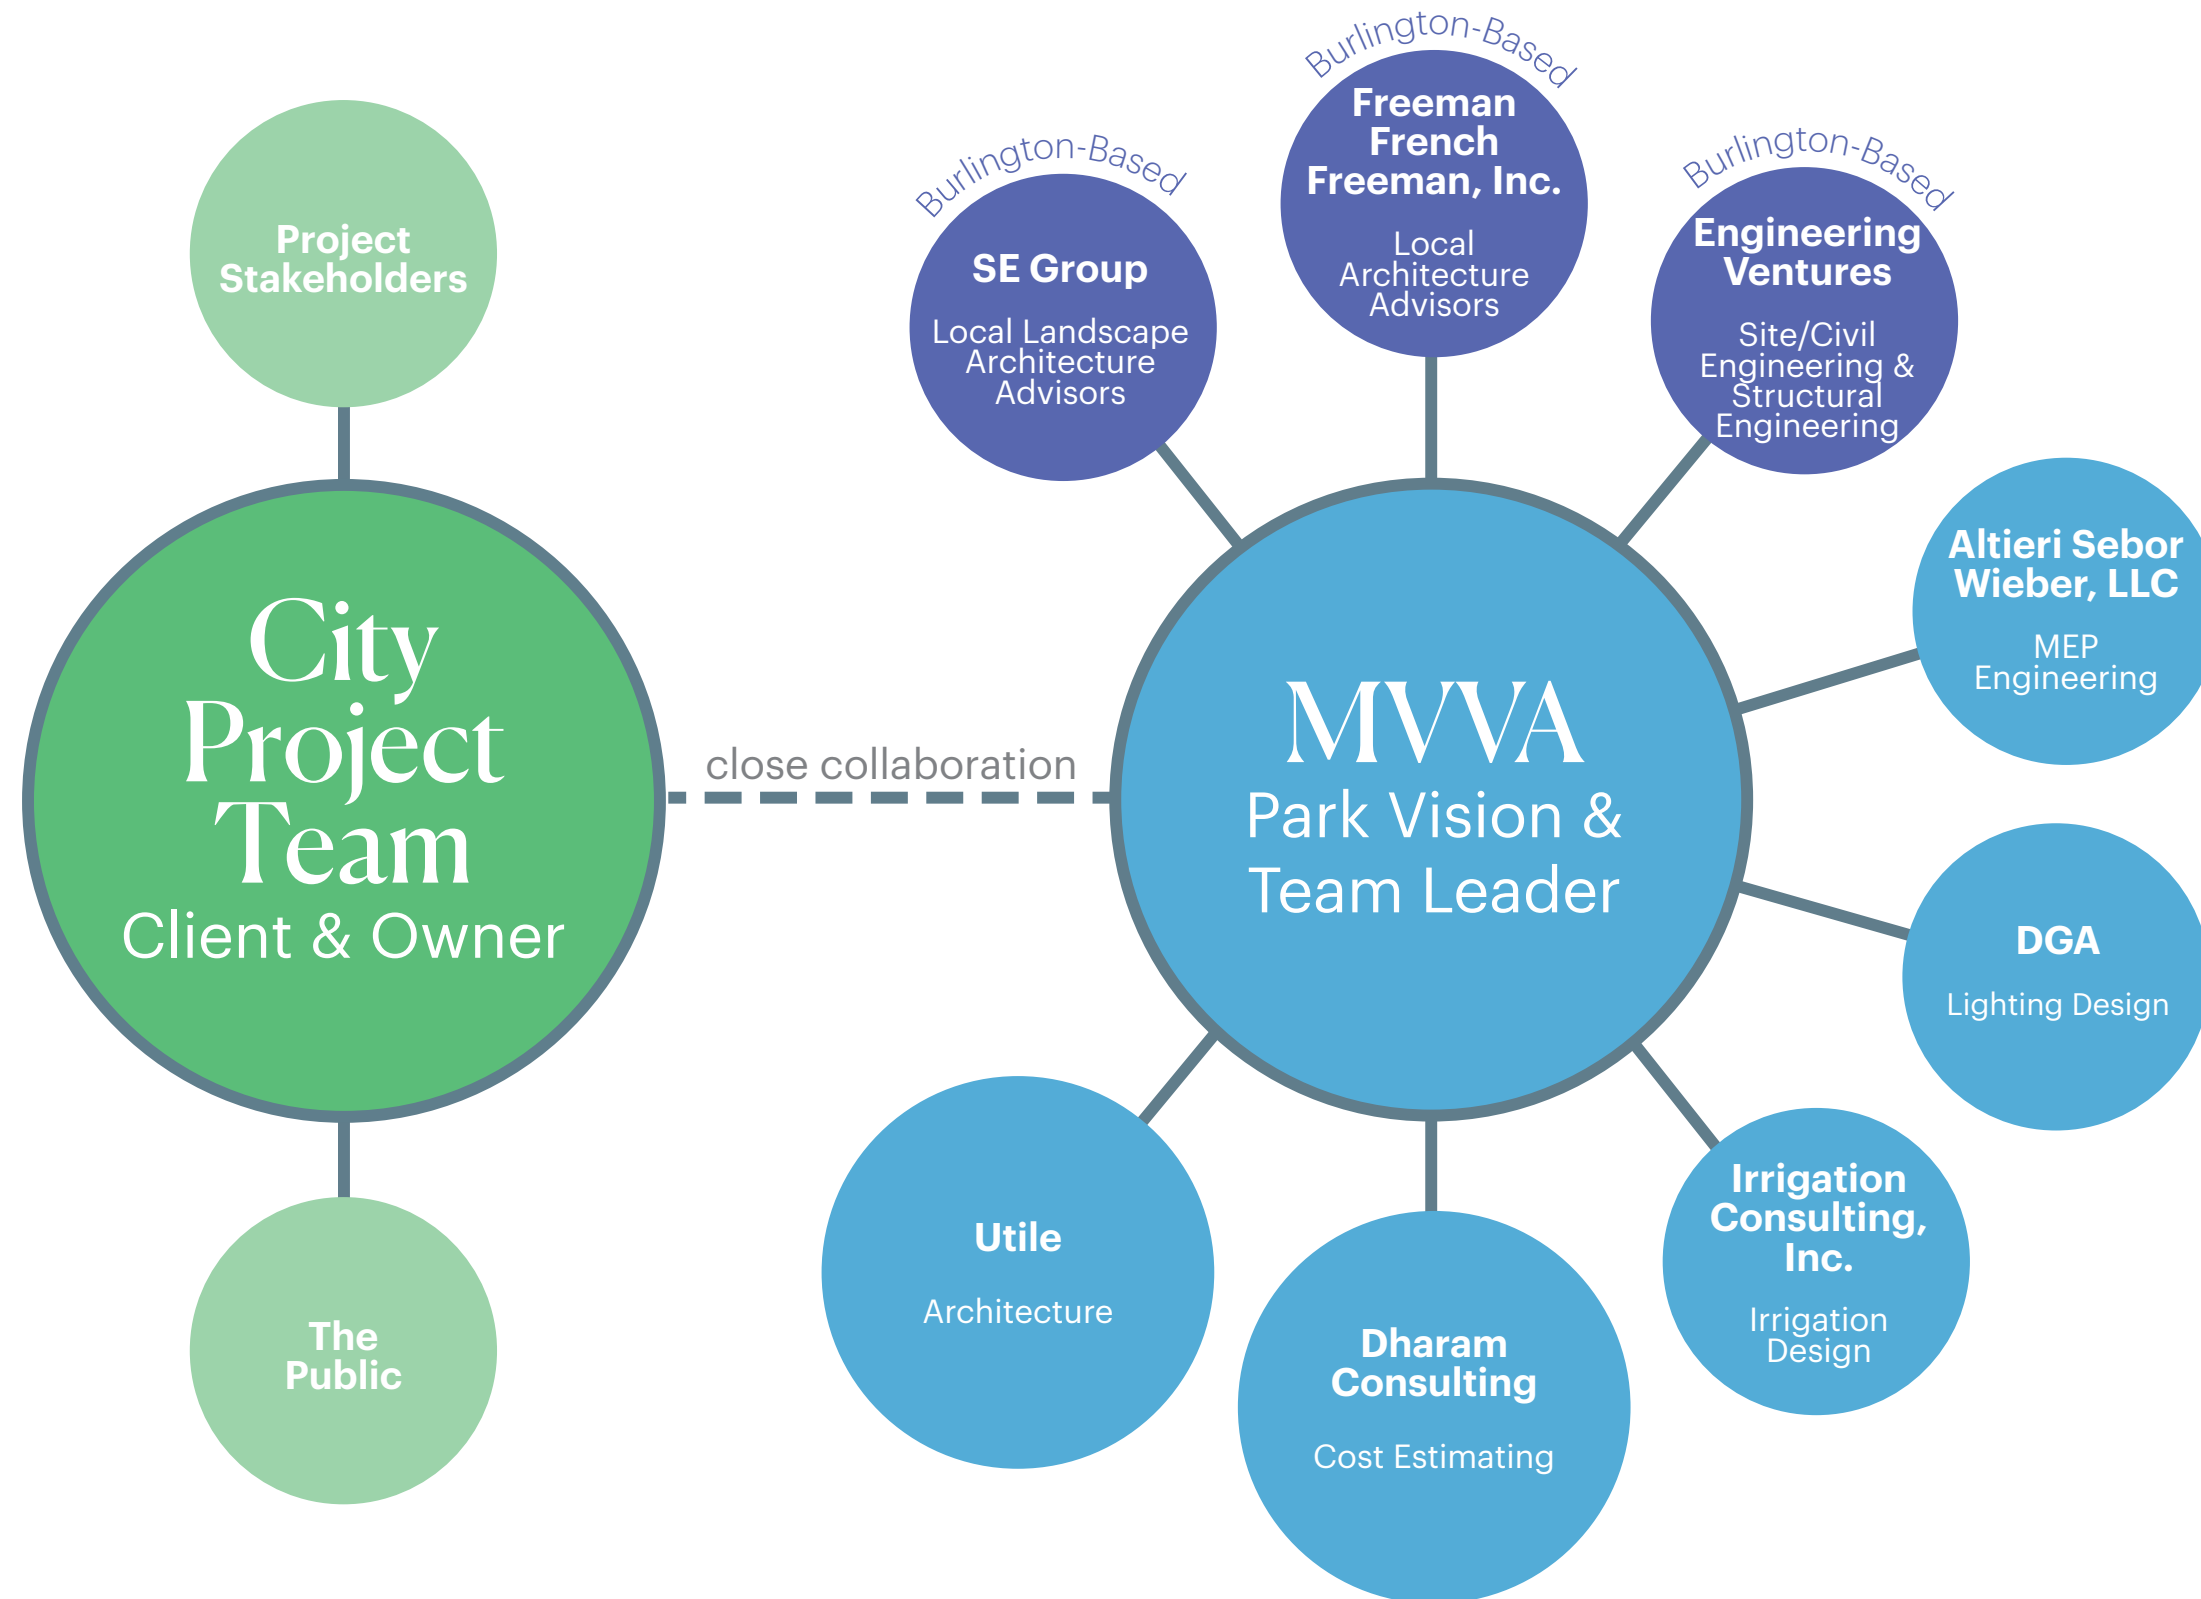 Project
Stakeholders
City
Project
Team
Client & Owner
The
Public
close collaboration
MVVA
Park Vision &
Team Leader
Burlington-Based
SE Group
Local Landscape
Architecture
Advisors
Burlington-Based
Freeman
French
Freeman, Inc.
Local
Architecture
Advisors
Burlington-Based
Engineering
Ventures
Site/Civil
Engineering &
Structural
Engineering
Altieri Sebor
Wieber, LLC
MEP
Engineering
DGA
Lighting Design
Irrigation
Consulting,
Inc.
Irrigation
Design
Dharam
Consulting
Cost Estimating
Utile
Architecture